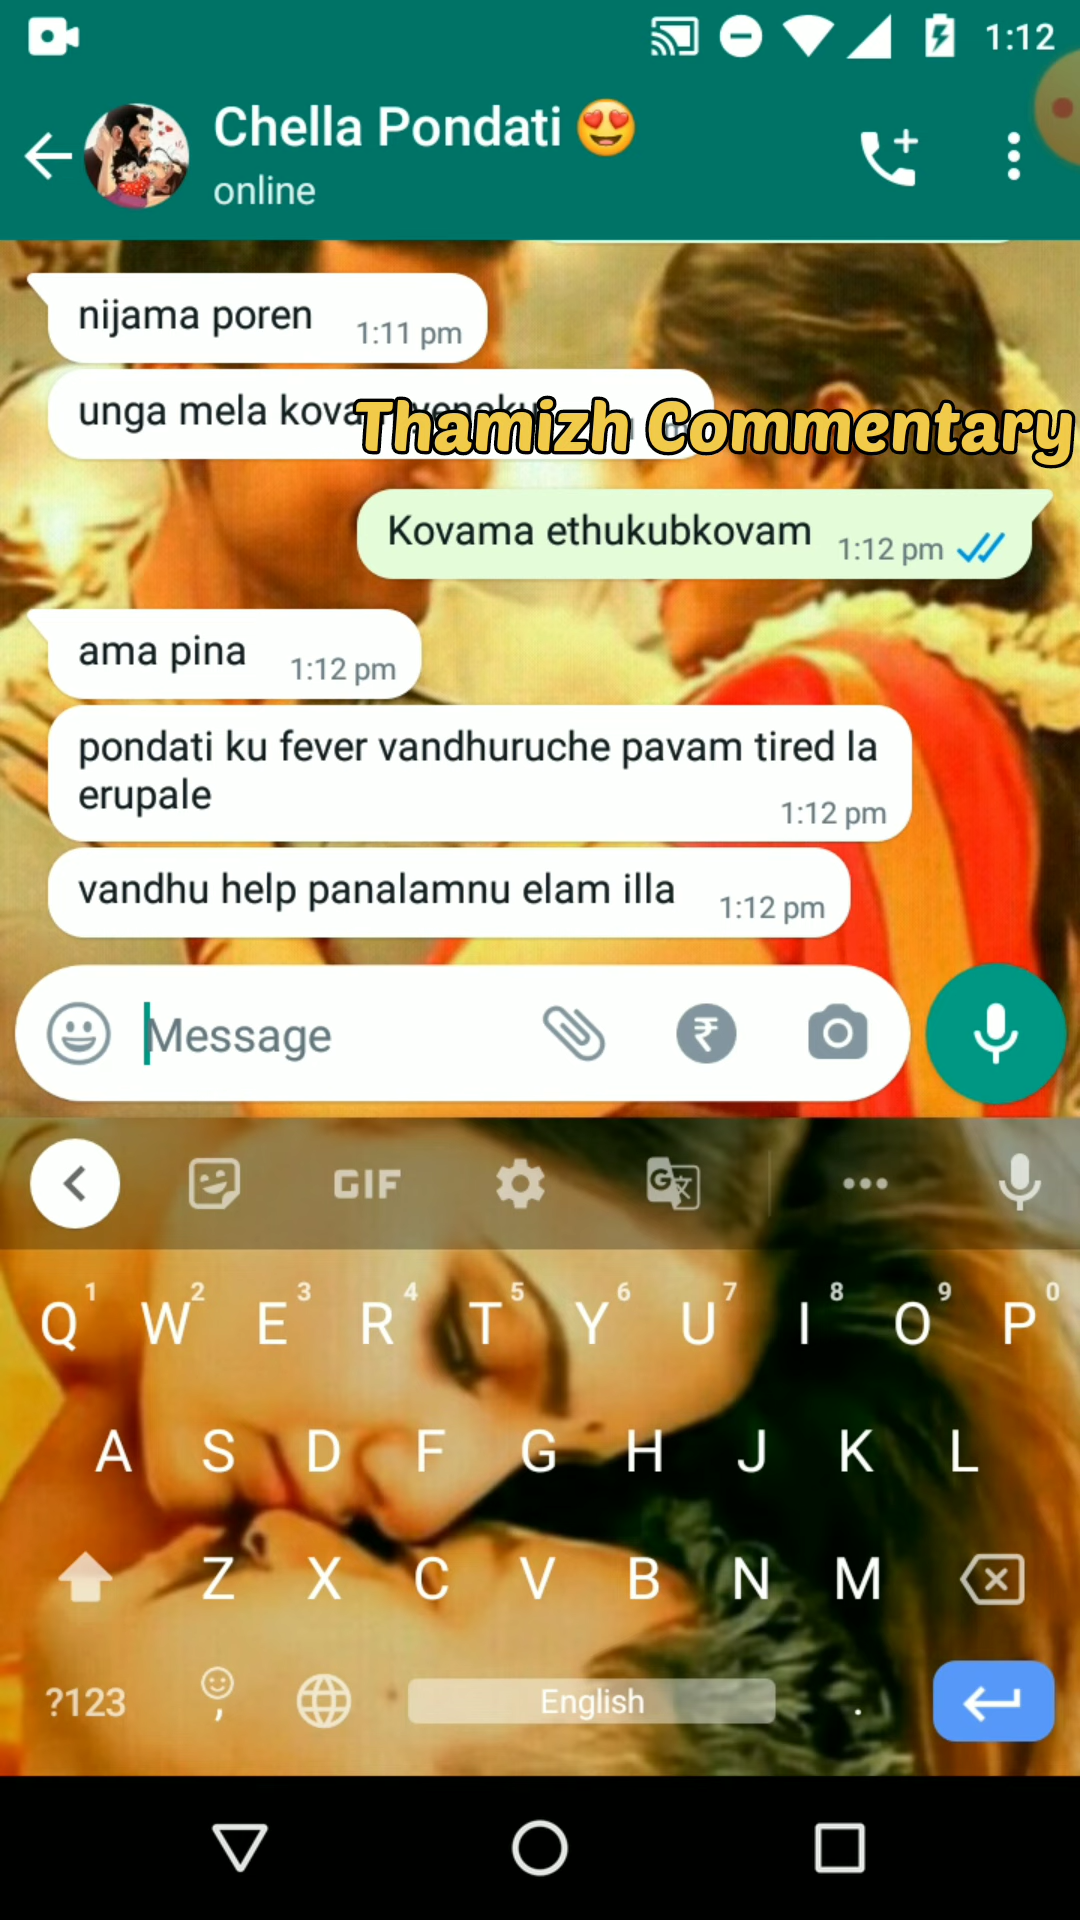 1:12
Chella Pondati 😍
online
nijama poren 1:11 pm
unga mela
Thamizh Commentary
Kovama ethukubkovam 1:12 pm
ama pina 1:12 pm
pondati ku fever vandhuruche pavam tired la
erupale
1:12 pm
vandhu help panalamnu elam illa 1:12 pm
Message
GIF
1 2 3 4 5 6 7 8 9 0
Q W E R T Y U I O P
A S D F G H J K L
Z X C V B N M
?123 , English .